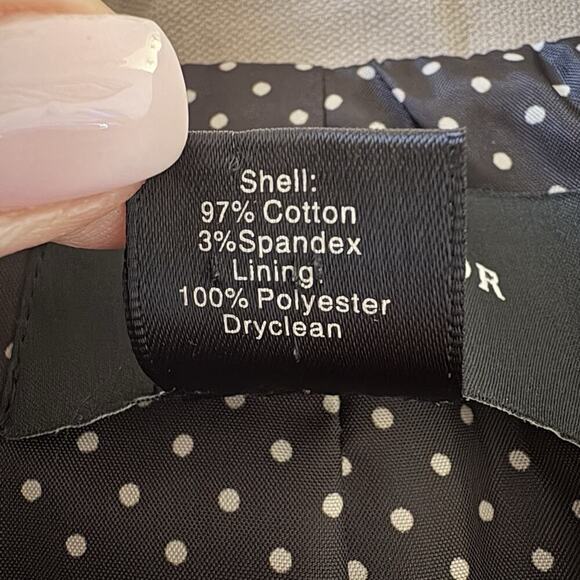 Shell:
97% Cotton
3%Spandex
Lining:
100% Polyester
Dryclean